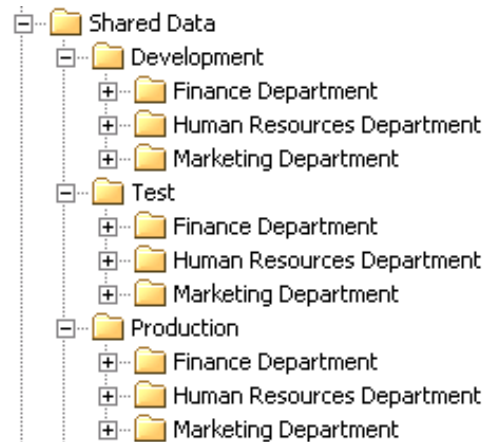 Shared Data
Development
Finance Department
Human Resources Department
Marketing Department
Test
Finance Department
Human Resources Department
Marketing Department
Production
Finance Department
Human Resources Department
Marketing Department